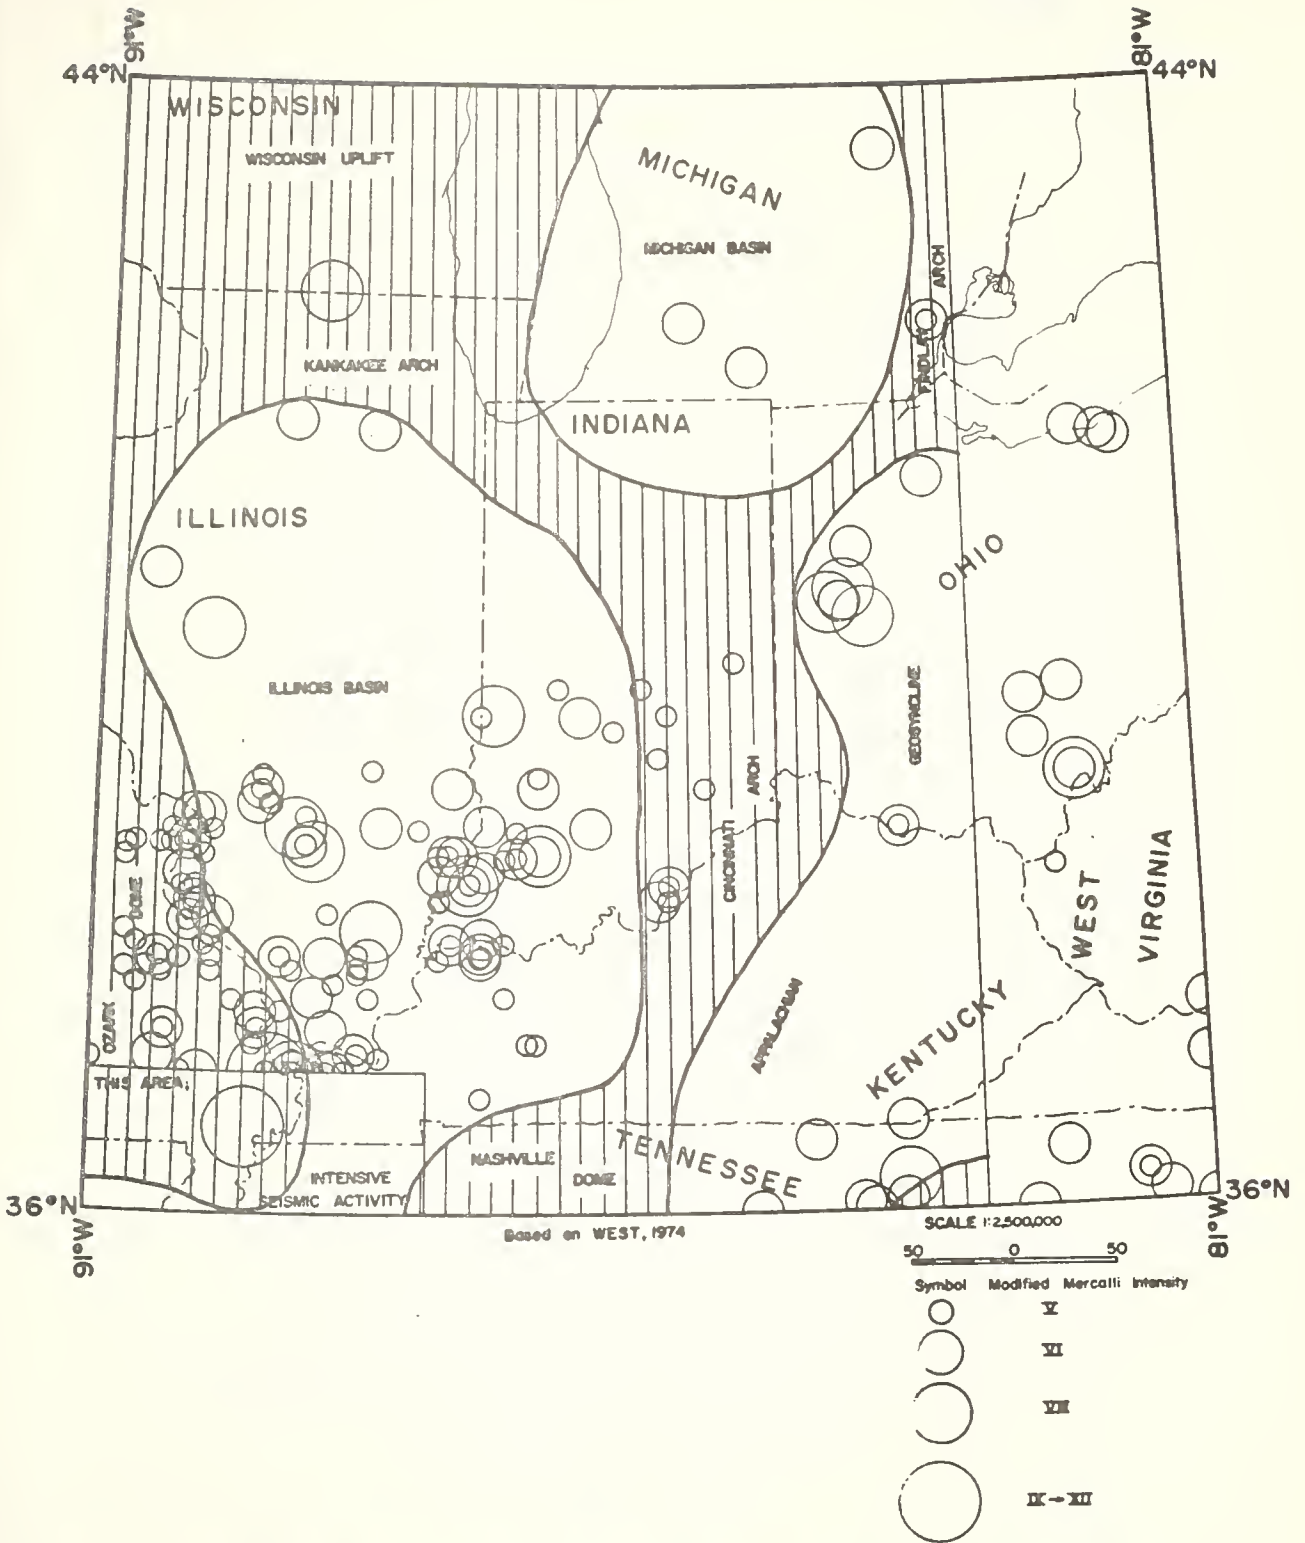 91°W
81°W
44°N
44°N
WISCONSIN
WISCONSIN UPLIFT
MICHIGAN
MICHIGAN BASIN
FINDLAY ARCH
KANKAKEE ARCH
INDIANA
ILLINOIS
OHIO
ILLINOIS BASIN
GEOSYNCLINE
CINCINNATI ARCH
OZARK DOME
WEST VIRGINIA
APPALACHIAN
KENTUCKY
THIS AREA:
INTENSIVE
SEISMIC ACTIVITY
NASHVILLE DOME
TENNESSEE
36°N
36°N
91°W
81°W
Based on WEST, 1974
SCALE 1:2,500,000
50 0 50
Symbol Modified Mercalli Intensity
V
VI
IX-XII